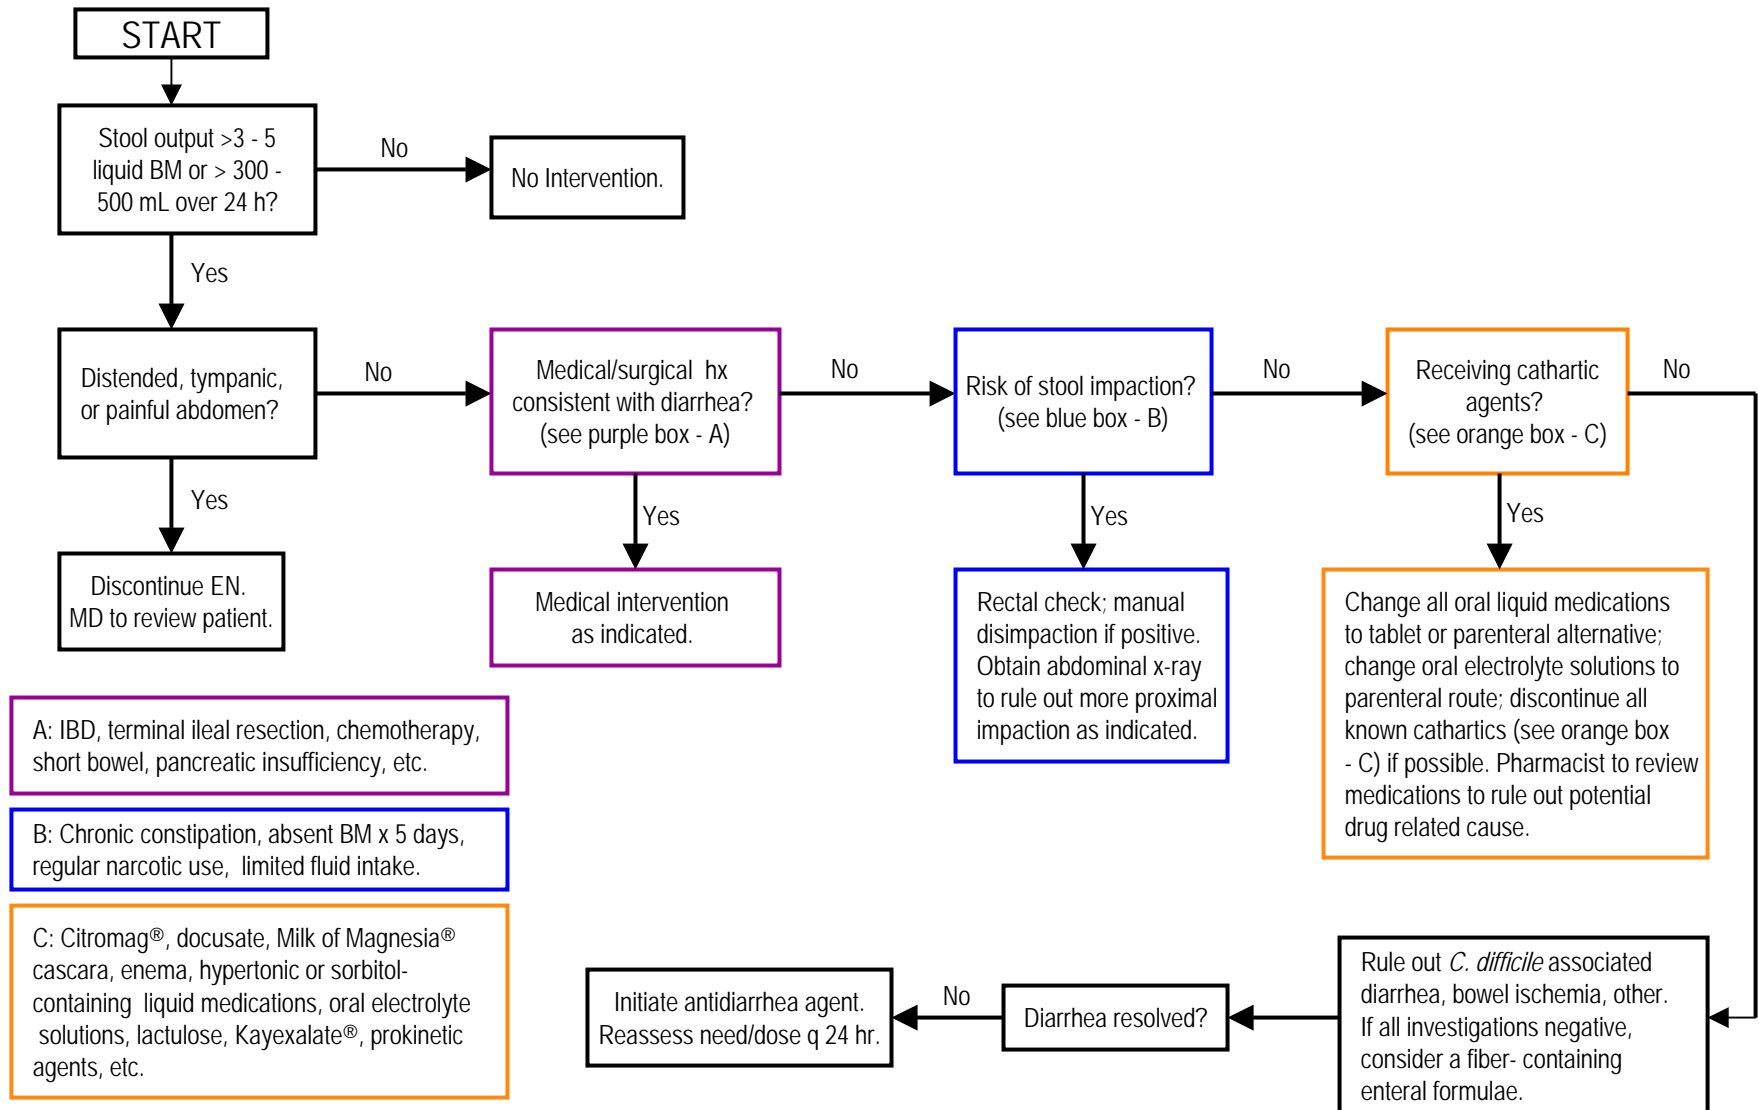 START
Stool output >3 - 5
liquid BM or > 300 -
500 mL over 24 h?
No
No Intervention.
Yes
Distended, tympanic,
or painful abdomen?
No
Medical/surgical hx
consistent with diarrhea?
(see purple box - A)
No
Risk of stool impaction?
(see blue box - B)
No
Receiving cathartic
agents?
(see orange box - C)
No
Yes
Discontinue EN.
MD to review patient.
Yes
Medical intervention
as indicated.
Yes
Rectal check; manual
disimpaction if positive.
Obtain abdominal x-ray
to rule out more proximal
impaction as indicated.
Yes
Change all oral liquid medications
to tablet or parenteral alternative;
change oral electrolyte solutions to
parenteral route; discontinue all
known cathartics (see orange box
- C) if possible. Pharmacist to review
medications to rule out potential
drug related cause.
A: IBD, terminal ileal resection, chemotherapy,
short bowel, pancreatic insufficiency, etc.
B: Chronic constipation, absent BM x 5 days,
regular narcotic use, limited fluid intake.
C: Citromag®, docusate, Milk of Magnesia®
cascara, enema, hypertonic or sorbitol-
containing liquid medications, oral electrolyte
solutions, lactulose, Kayexalate®, prokinetic
agents, etc.
Rule out C. difficile associated
diarrhea, bowel ischemia, other.
If all investigations negative,
consider a fiber- containing
enteral formulae.
Diarrhea resolved?
No
Initiate antidiarrhea agent.
Reassess need/dose q 24 hr.